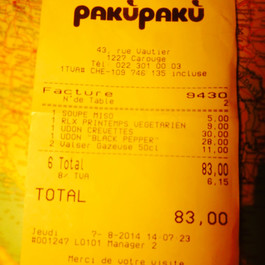 pakùpakù
43, rue Vautier
1227 Carouge
Tél. 022 301 00 03
tTVA# CHE-109 746 135 incluse
Facture 9430
N'de Table 2
1 SOUPE MISO 5,00
1 RLX PRINTEMPS VEGETARIEN 9,00
1 UDON CREVETTES 30,00
1 UDON "BLACK PEPPER" 28,00
2 Valser Gazeuse 50cl 11,00
6 Total 83,00
8/ TVA 6,15
TOTAL
83,00
Jeudi 7- 8-2014 14:07:23
#001247 L0101 Manager 2
Merci de votre visite